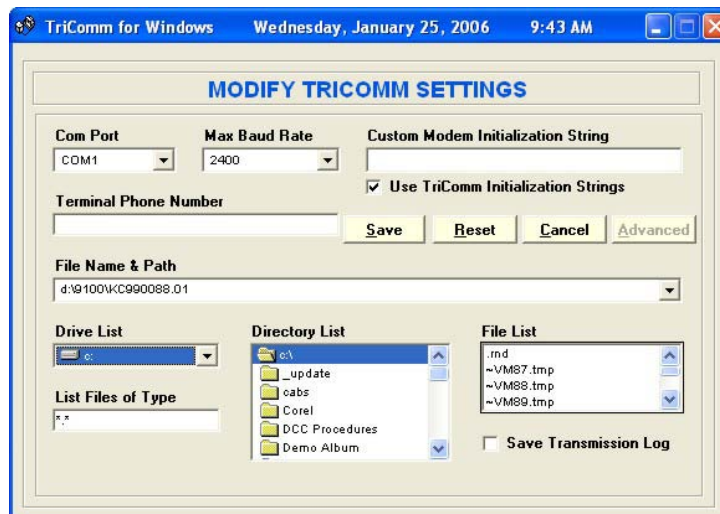 TriComm for Windows Wednesday, January 25, 2006 9:43 AM
MODIFY TRICOMM SETTINGS
Com Port Max Baud Rate Custom Modem Initialization String
COM1 2400
Use TriComm Initialization Strings
Terminal Phone Number
Save Reset Cancel Advanced
File Name & Path
d:\9100\KC990088.01
Drive List Directory List File List
c: c:\ .rnd
_update ~VM87.tmp
cabs ~VM88.tmp
List Files of Type Corel ~VM89.tmp
*.* DCC Procedures
Demo Album Save Transmission Log